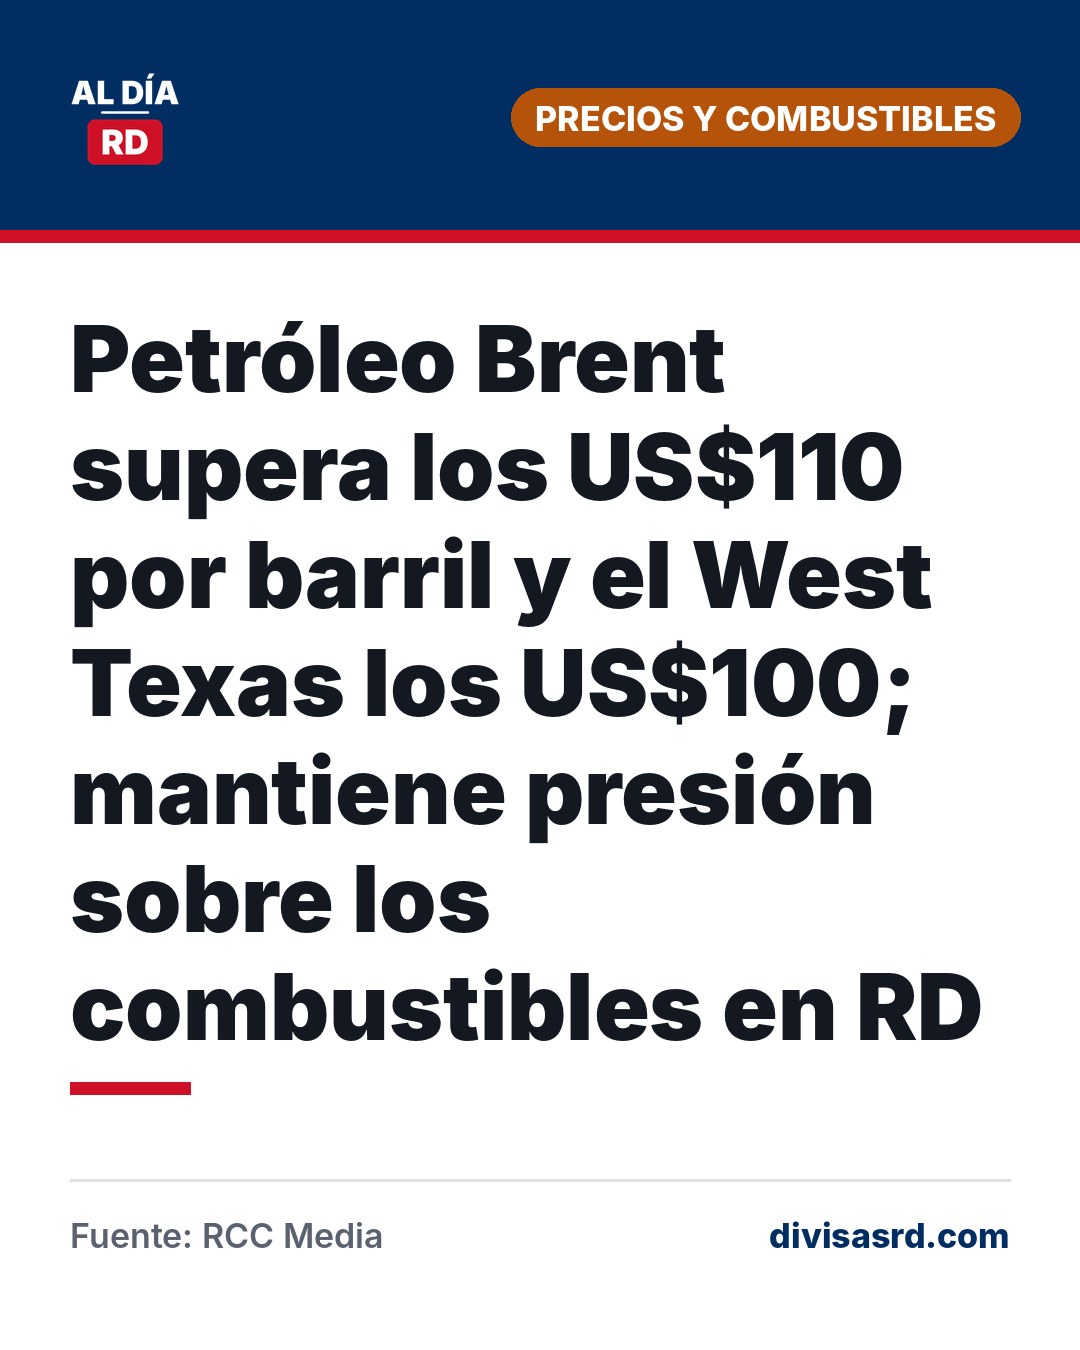 AL DÍA
RD
PRECIOS Y COMBUSTIBLES
Petróleo Brent
supera los US$110
por barril y el West
Texas los US$100;
mantiene presión
sobre los
combustibles en RD
Fuente: RCC Media
divisasrd.com